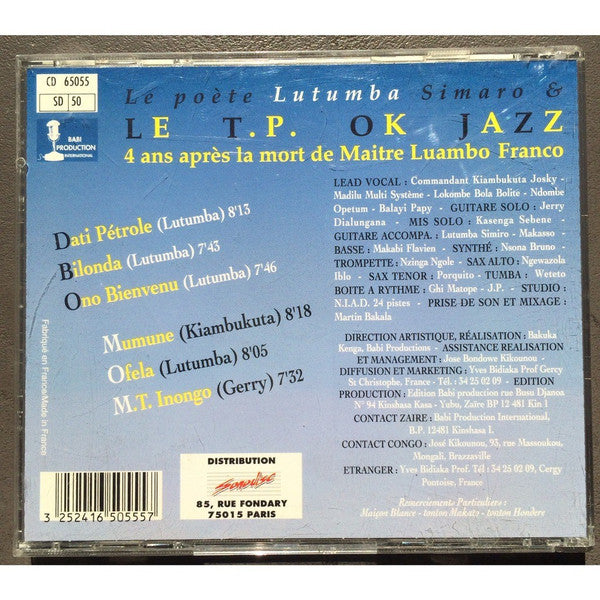 CD 65055
SD 50
BABI
PRODUCTION
INTERNATIONAL
Le poète Lutumba Simaro &
LE T.P. OK JAZZ
4 ans après la mort de Maitre Luambo Franco
Dati Pétrole (Lutumba) 8'13
Bilonda (Lutumba) 7'43
Ono Bienvenu (Lutumba) 7'46
Mumune (Kiambukuta) 8'18
Ofela (Lutumba) 8'05
M.T. Inongo (Gerry) 7'32
LEAD VOCAL : Commandant Kiambukuta Josky -
Madilu Multi Système - Lokombe Bola Bolite - Ndombe
Opetum - Balayi Papy - GUITARE SOLO : Jerry
Dialungana - MIS SOLO : Kasenga Sebene -
GUITARE ACCOMPA. : Lutumba Simiro - Makasso -
BASSE : Makabi Flavien - SYNTHÉ : Nsona Bruno -
TROMPETTE : Nzinga Ngole - SAX ALTO : Ngewazola
Iblo - SAX TENOR : Porquito - TUMBA : Weteto
BOITE A RYTHME : Ghi Matope - J.P. - STUDIO :
N.I.A.D. 24 pistes - PRISE DE SON ET MIXAGE :
Martin Bakala
DIRECTION ARTISTIQUE, RÉALISATION : Bakuka
Kenga, Babi Productions - ASSISTANCE REALISATION
ET MANAGEMENT : Jose Bondowe Kikounou -
DIFFUSION ET MARKETING : Yves Bidiaka Prof Gercy
St Christophe, France - Tél. : 34 25 02 09 - EDITION
PRODUCTION : Edition Babi production rue Busu Djanoa
N° 94 Kinshasa Kasa - Vubu, Zaïre BP 12 481 Kin I
CONTACT ZAIRE : Babi Production International,
B.P. 12481 Kinshasa I.
CONTACT CONGO : José Kikounou, 93, rue Massoukou,
Mongali, Brazzaville
ETRANGER : Yves Bidiaka Prof. Tél : 34 25 02 09, Cergy
Pontoise, France
Remerciements Particuliers :
Maison Blance - tonton Makatz - tonton Hondere
Fabriqué en France/Made in France
3 252416 505557
DISTRIBUTION
Sonodisc
85, RUE FONDARY
75015 PARIS